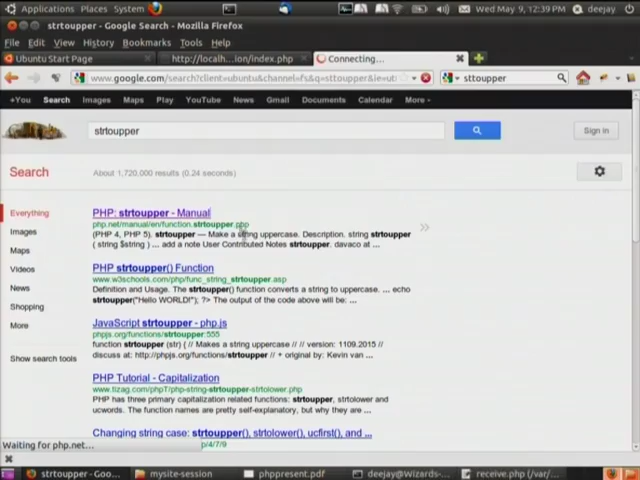 Applications Places System Wed May 9, 12:39 PM deejay
strtoupper - Google Search - Mozilla Firefox
File Edit View History Bookmarks Tools Help
Ubuntu Start Page http://localh...ion/index.php Connecting...
www.google.com/search?client=ubuntu&channel=fs&q=sttoupper&ie=ut sttoupper
+You Search Images Maps Play YouTube News Gmail Documents Calendar More
strtoupper Sign in
Search About 1,720,000 results (0.24 seconds)
Everything
Images
Maps
Videos
News
Shopping
More
Show search tools
PHP: strtoupper - Manual
php.net/manual/en/function.strtoupper.php
(PHP 4, PHP 5). strtoupper — Make a string uppercase. Description. string strtoupper
( string $string ) ... add a note User Contributed Notes strtoupper. davaco at ...
PHP strtoupper() Function
www.w3schools.com/php/func_string_strtoupper.asp
Definition and Usage. The strtoupper() function converts a string to uppercase. ... echo
strtoupper("Hello WORLD!"); ?> The output of the code above will be: ...
JavaScript strtoupper - php.js
phpjs.org/functions/strtoupper:555
function strtoupper (str) { // Makes a string uppercase // // version: 1109.2015 //
discuss at: http://phpjs.org/functions/strtoupper // + original by: Kevin van ...
PHP Tutorial - Capitalization
www.tizag.com/phpT/php-string-strtoupper-strtolower.php
PHP has three primary capitalization related functions: strtoupper, strtolower and
ucwords. The function names are pretty self-explanatory, but why they are ...
Changing string case: strtoupper(), strtolower(), ucfirst(), and ...
Waiting for php.net... p/4/7/9
strtoupper - Goo... mysite-session phppresent.pdf deejay@Wizards-... receive.php (/var/...